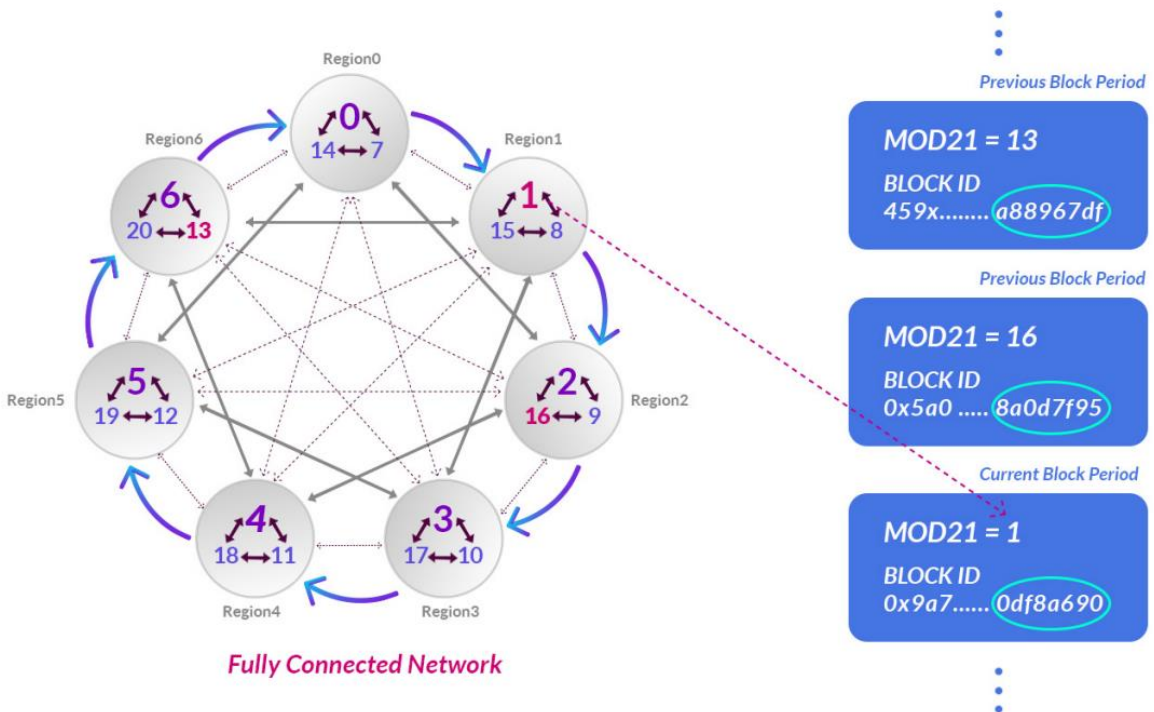 Region0
0
14 7
Region1
1
15 8
Region2
2
16 9
Region3
3
17 10
Region4
4
18 11
Region5
5
19 12
Region6
6
20 13
Fully Connected Network
Previous Block Period
MOD21 = 13
BLOCK ID
459x........ a88967df
Previous Block Period
MOD21 = 16
BLOCK ID
0x5a0 ..... 8a0d7f95
Current Block Period
MOD21 = 1
BLOCK ID
0x9a7...... 0df8a690